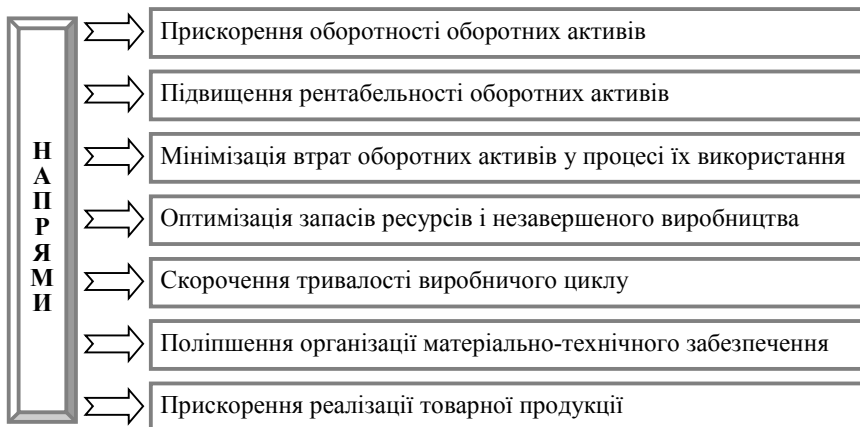 НАПРЯМИ
Прискорення оборотності оборотних активів
Підвищення рентабельності оборотних активів
Мінімізація втрат оборотних активів у процесі їх використання
Оптимізація запасів ресурсів і незавершеного виробництва
Скорочення тривалості виробничого циклу
Поліпшення організації матеріально-технічного забезпечення
Прискорення реалізації товарної продукції